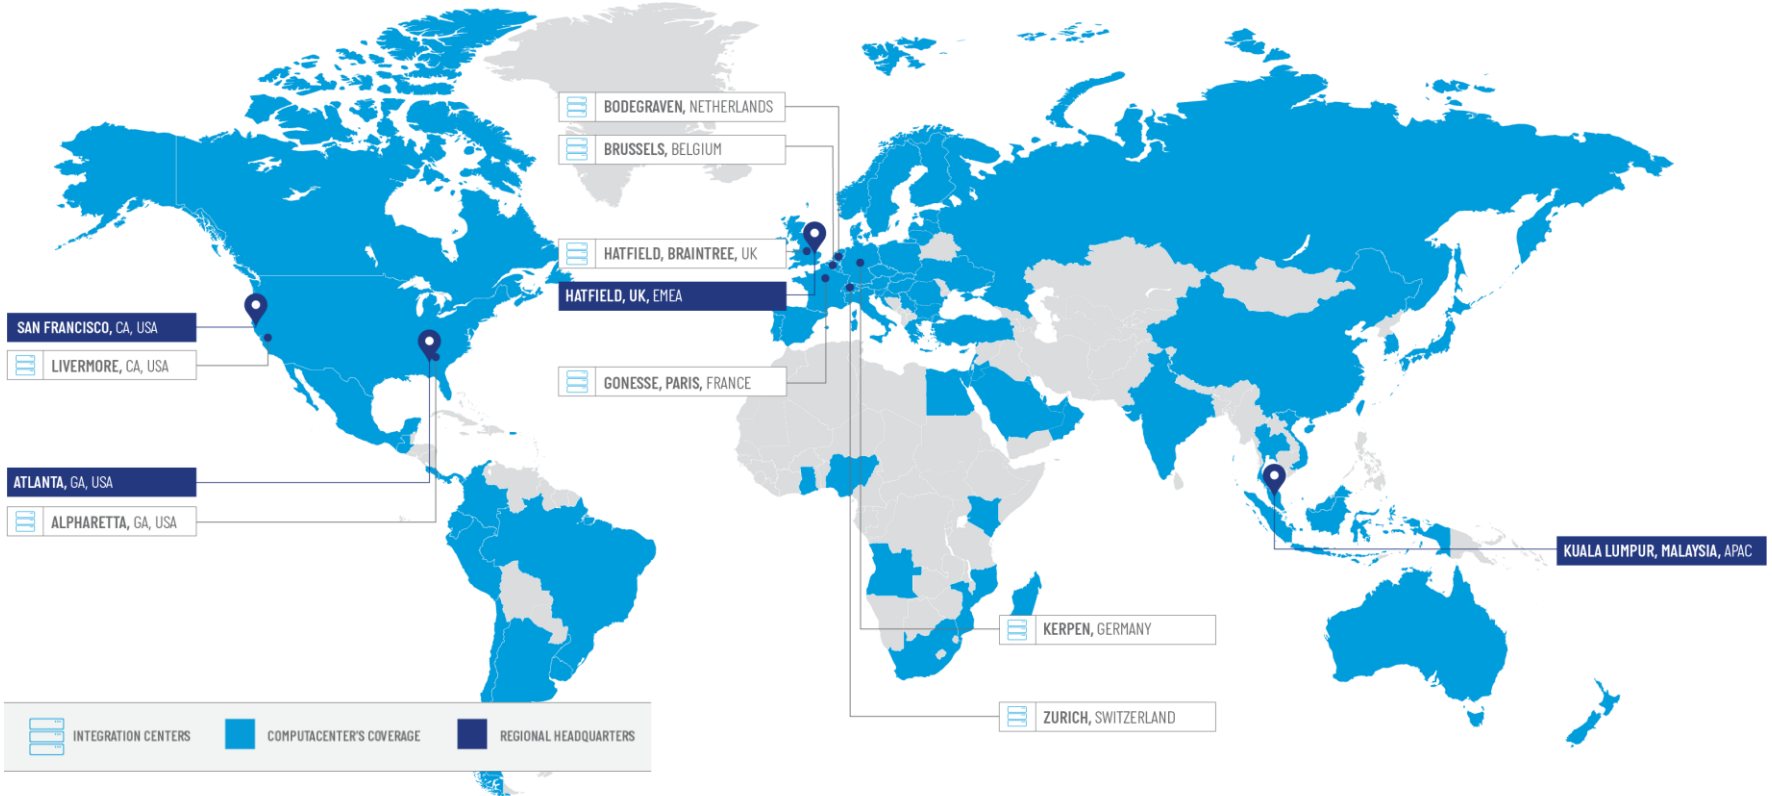 BODEGRAVEN, NETHERLANDS
BRUSSELS, BELGIUM
HATFIELD, BRAINTREE, UK
HATFIELD, UK, EMEA
SAN FRANCISCO, CA, USA
LIVERMORE, CA, USA
GONESSE, PARIS, FRANCE
ATLANTA, GA, USA
ALPHARETTA, GA, USA
KUALA LUMPUR, MALAYSIA, APAC
KERPEN, GERMANY
ZURICH, SWITZERLAND
INTEGRATION CENTERS
COMPUTACENTER'S COVERAGE
REGIONAL HEADQUARTERS